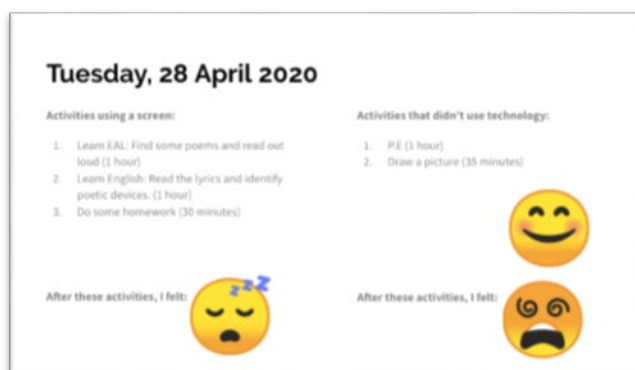 Tuesday, 28 April 2020
Activities using a screen:
1. Learn EAL: Find some poems and read out
loud (1 hour)
2. Learn English: Read the lyrics and identify
poetic devices. (1 hour)
3. Do some homework (30 minutes)
After these activities, I felt:
zzz
Activities that didn't use technology:
1. P.E (1 hour)
2. Draw a picture (35 minutes)
After these activities, I felt: